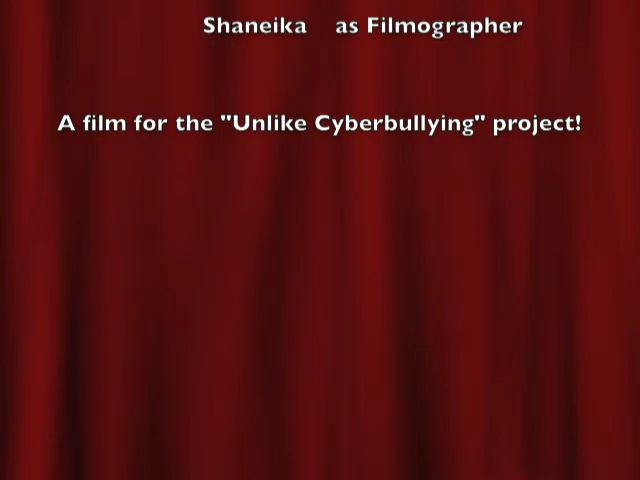 Shaneika as Filmographer
A film for the "Unlike Cyberbullying" project!